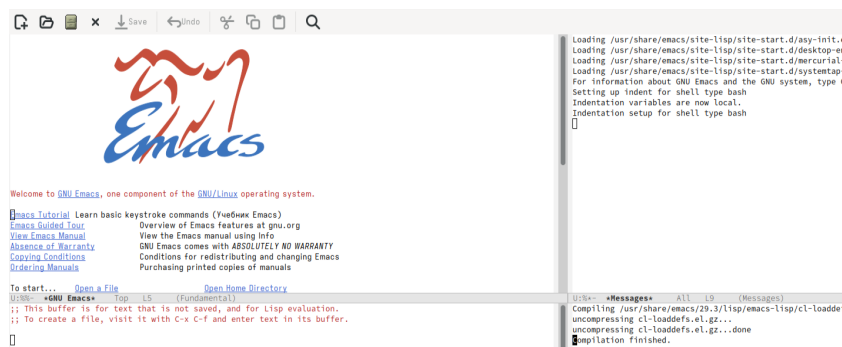 Save Undo
Emacs
Welcome to GNU Emacs, one component of the GNU/Linux operating system.
Emacs Tutorial Learn basic keystroke commands (Учебник Emacs)
Emacs Guided Tour Overview of Emacs features at gnu.org
View Emacs Manual View the Emacs manual using Info
Absence of Warranty GNU Emacs comes with ABSOLUTELY NO WARRANTY
Copying Conditions Conditions for redistributing and changing Emacs
Ordering Manuals Purchasing printed copies of manuals
To start... Open a File Open Home Directory
U:%%- *GNU Emacs* Top L5 (Fundamental)
;; This buffer for text that is not saved, and for Lisp evaluation.
;; To create a file, visit it with C-x C-f and enter text in its buffer.
Loading /usr/share/emacs/site-lisp/site-start.d/asy-init.
Loading /usr/share/emacs/site-lisp/site-start.d/desktop-e
Loading /usr/share/emacs/site-lisp/site-start.d/mercurial
Loading /usr/share/emacs/site-lisp/site-start.d/systemtap
For information about GNU Emacs and the GNU system, type
Setting up indent for shell type bash
Indentation variables are now local.
Indentation setup for shell type bash
U:%*- *Messages* All L9 (Messages)
Compiling /usr/share/emacs/29.3/lisp/emacs-lisp/cl-loadde
uncompressing cl-loaddefs.el.gz...
uncompressing cl-loaddefs.el.gz...done
Compilation finished.